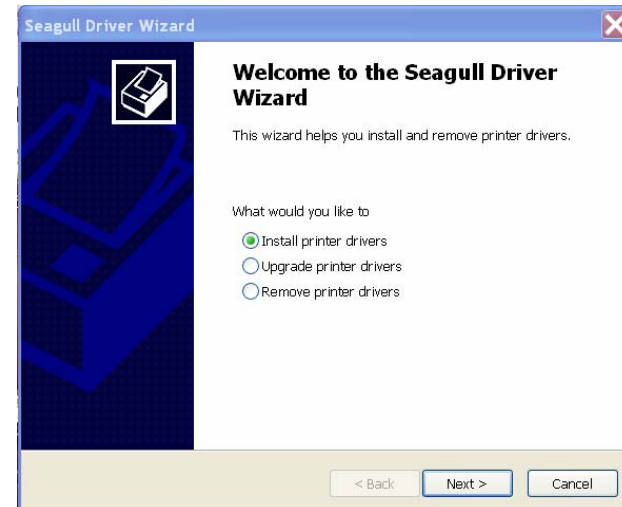 Seagull Driver Wizard
Welcome to the Seagull Driver
Wizard
This wizard helps you install and remove printer drivers.
What would you like to
Install printer drivers
Upgrade printer drivers
Remove printer drivers
< Back Next > Cancel